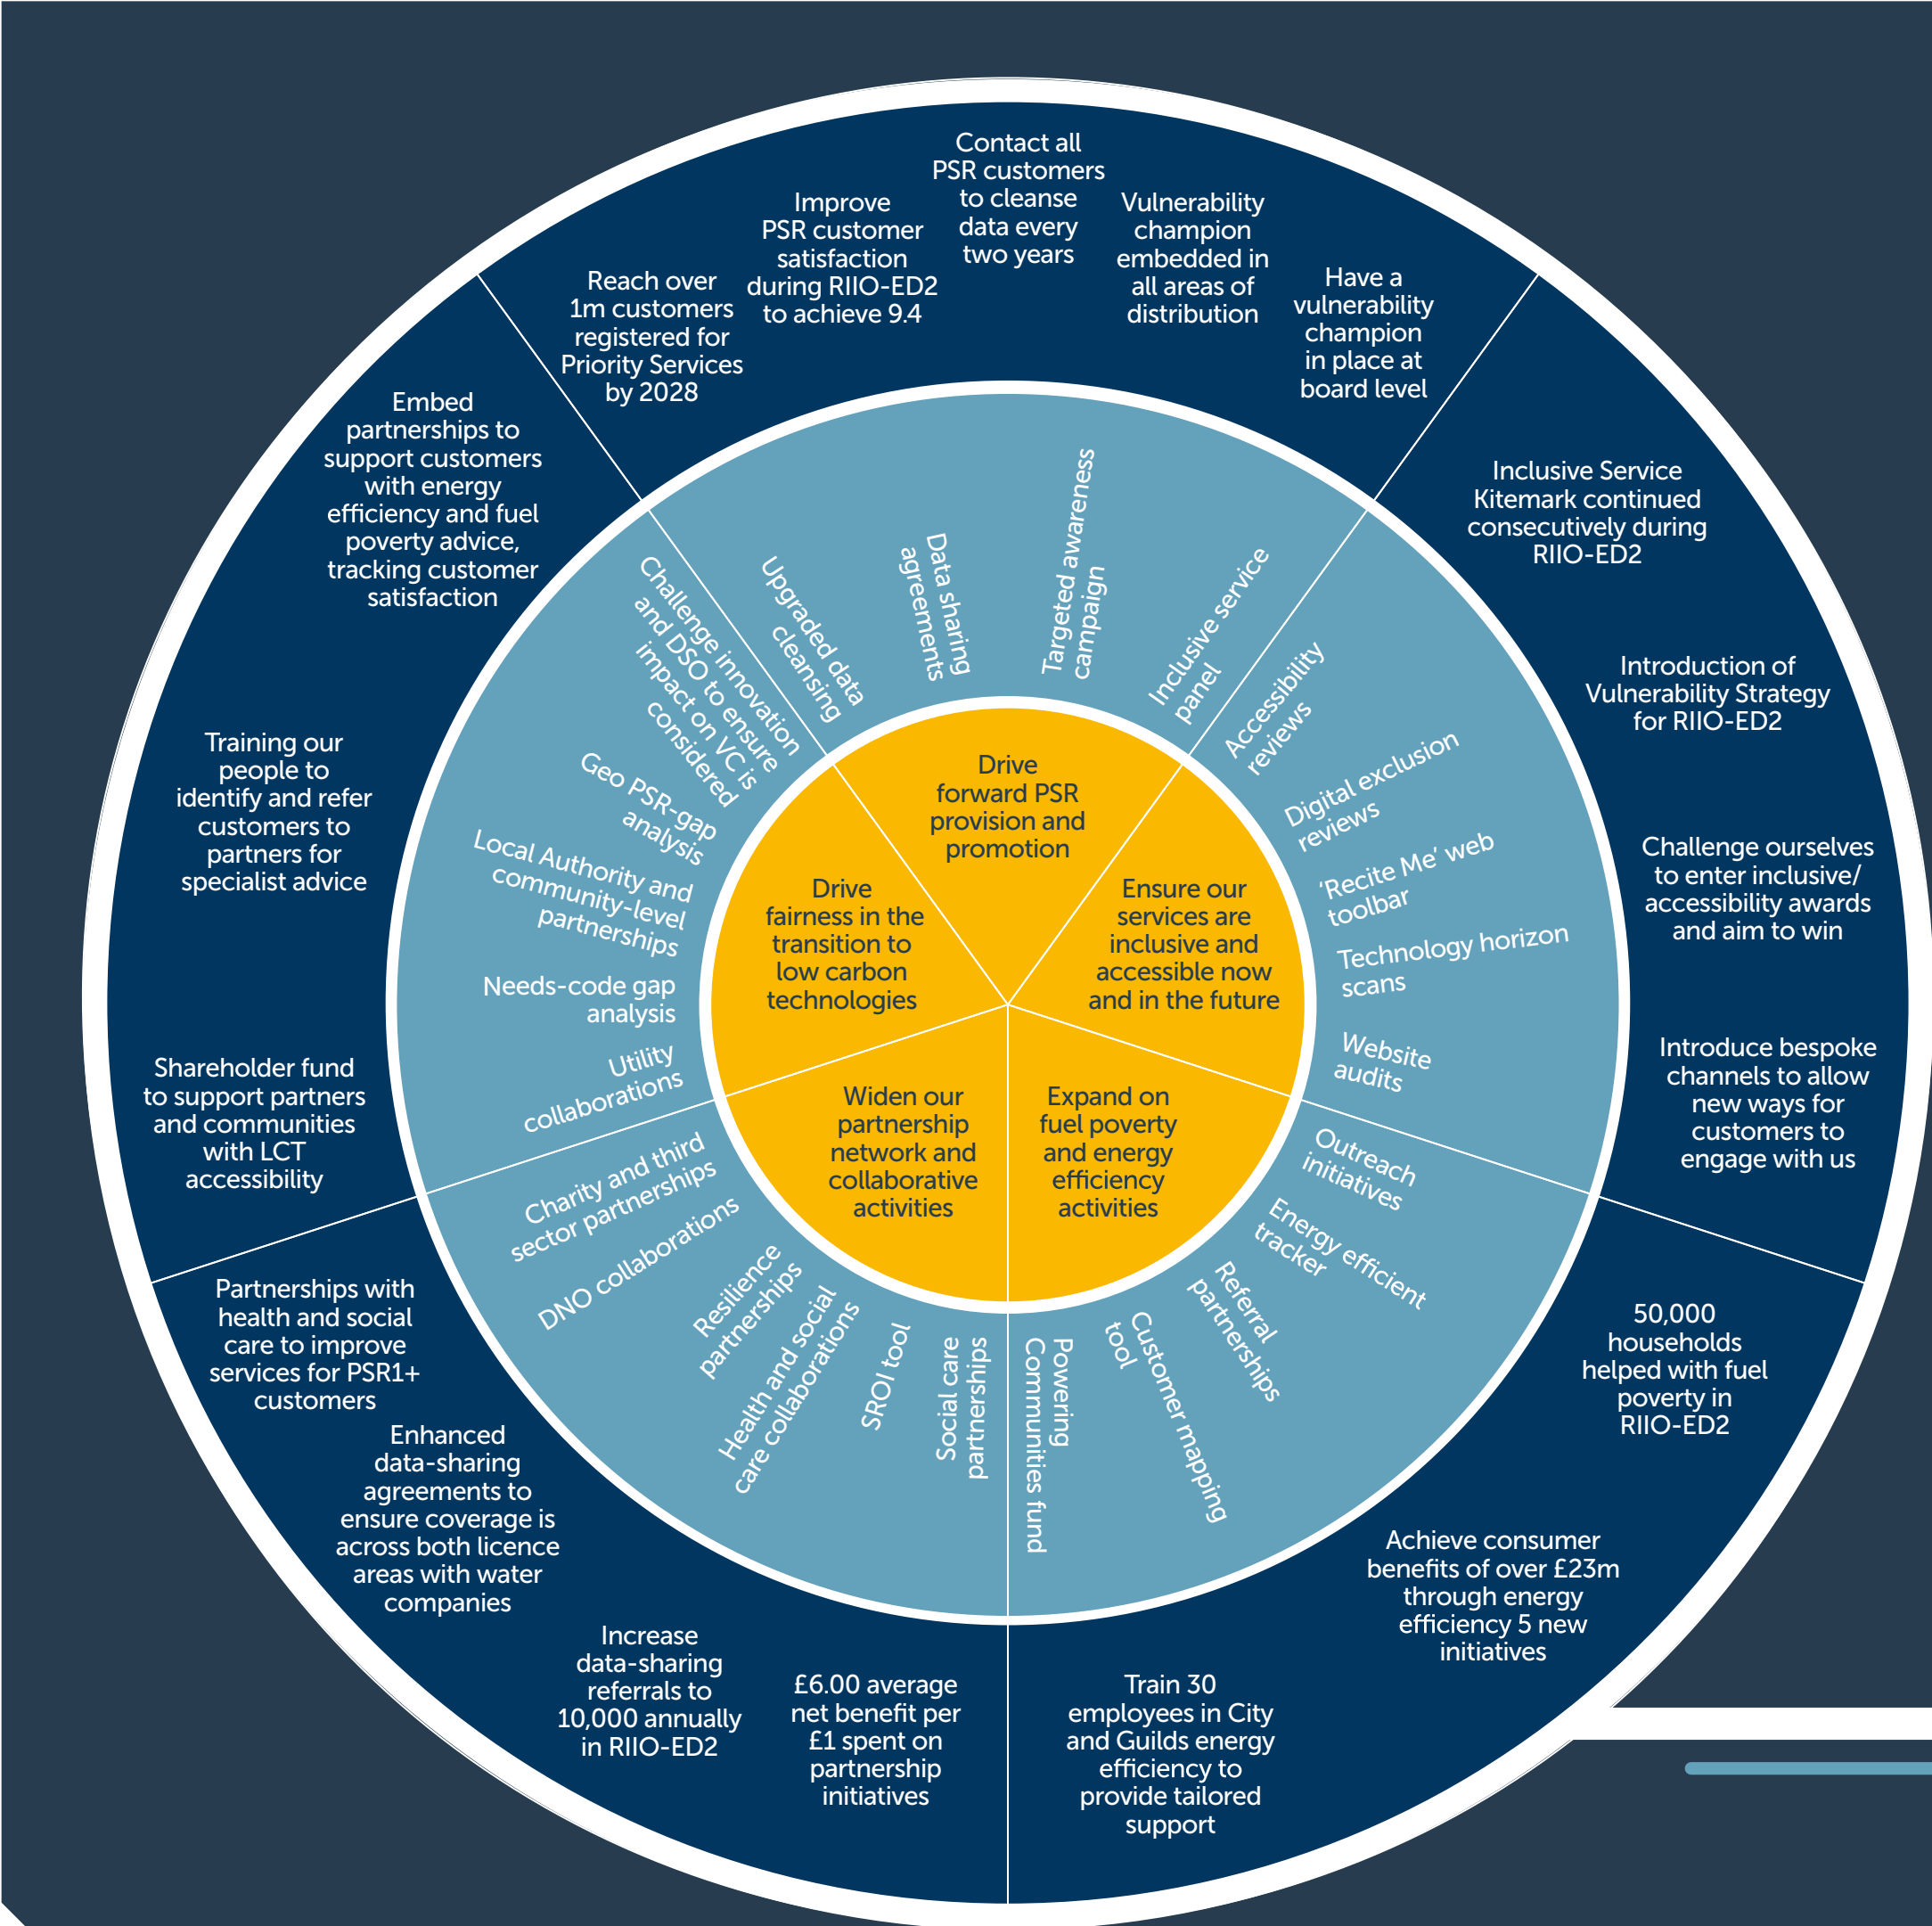 Contact all
PSR customers
to cleanse
data every
two years
Improve
PSR customer
satisfaction
during RIIO-ED2
to achieve 9.4
Vulnerability
champion
embedded in
all areas of
distribution
Reach over
1m customers
registered for
Priority Services
by 2028
Have a
vulnerability
champion
in place at
board level
Inclusive Service
Kitemark continued
consecutively during
RIIO-ED2
Introduction of
Vulnerability Strategy
for RIIO-ED2
Challenge ourselves
to enter inclusive/
accessibility awards
and aim to win
Introduce bespoke
channels to allow
new ways for
customers to
engage with us
50,000
households
helped with fuel
poverty in
RIIO-ED2
Achieve consumer
benefits of over £23m
through energy
efficiency 5 new
initiatives
Train 30
employees in City
and Guilds energy
efficiency to
provide tailored
support
£6.00 average
net benefit per
£1 spent on
partnership
initiatives
Increase
data-sharing
referrals to
10,000 annually
in RIIO-ED2
Enhanced
data-sharing
agreements to
ensure coverage is
across both licence
areas with water
companies
Partnerships with
health and social
care to improve
services for PSR1+
customers
Shareholder fund
to support partners
and communities
with LCT
accessibility
Training our
people to
identify and refer
customers to
partners for
specialist advice
Embed
partnerships to
support customers
with energy
efficiency and fuel
poverty advice,
tracking customer
satisfaction
Upgraded data
cleansing
Data sharing
agreements
Targeted awareness
campaign
Inclusive service
panel
Accessibility
reviews
Digital exclusion
reviews
‘Recite Me’ web
toolbar
Technology horizon
scans
Website
audits
Outreach
initiatives
Energy efficient
tracker
Referral
partnerships
Customer mapping
tool
Powering
Communities fund
Social care
partnerships
SROI tool
Health and social
care collaborations
Resilience
partnerships
DNO collaborations
Charity and third
sector partnerships
Utility
collaborations
Needs-code gap
analysis
Local Authority and
community-level
partnerships
Geo PSR-gap
analysis
Challenge innovation
and DSO to ensure
impact on VC is
considered
Drive
forward PSR
provision and
promotion
Ensure our
services are
inclusive and
accessible now
and in the future
Expand on
fuel poverty
and energy
efficiency
activities
Widen our
partnership
network and
collaborative
activities
Drive
fairness in the
transition to
low carbon
technologies